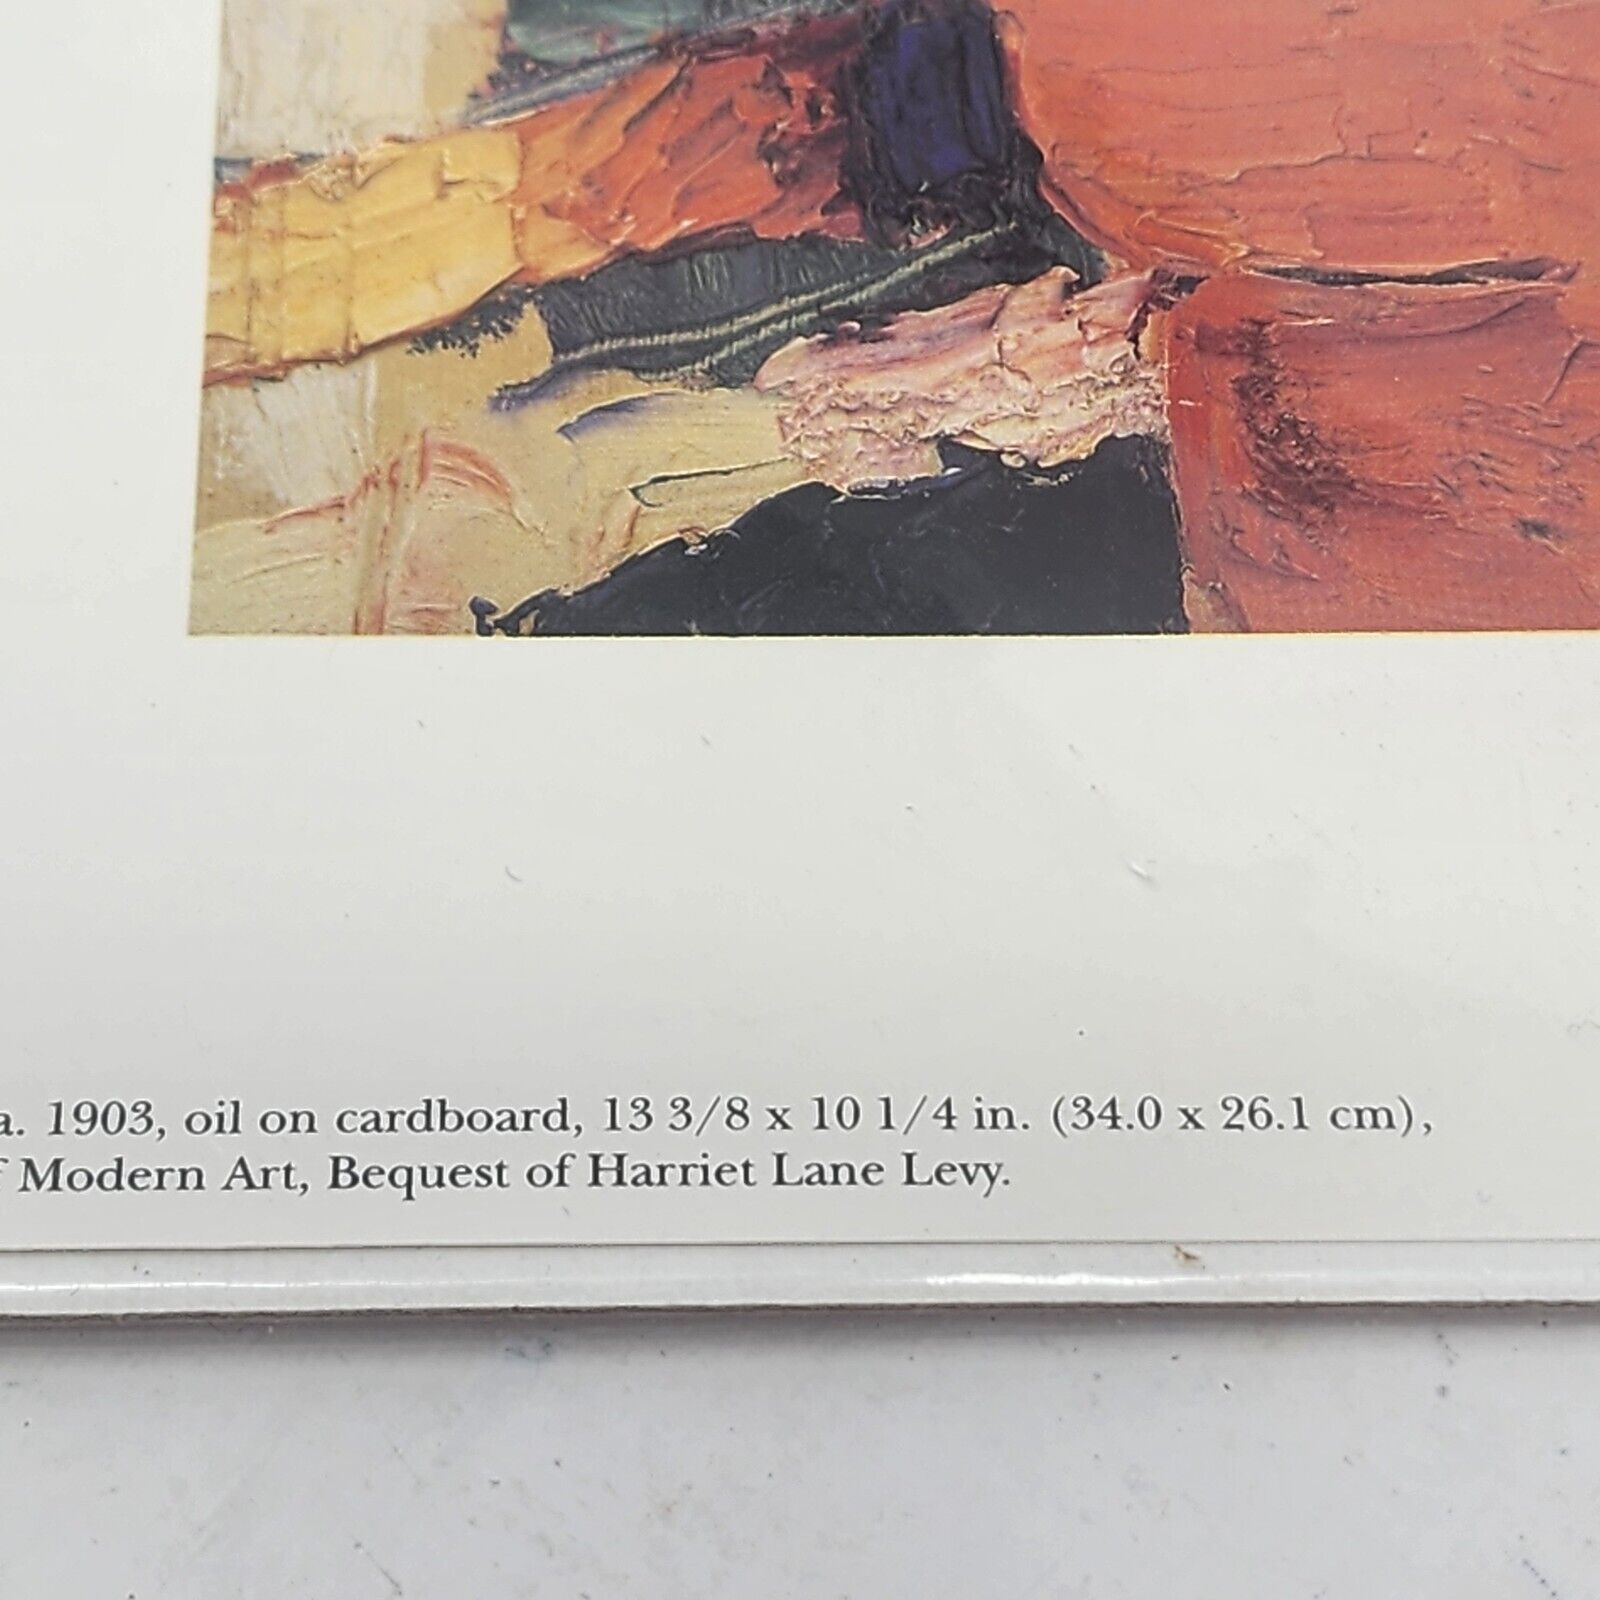 a. 1903, oil on cardboard, 13 3/8 x 10 1/4 in. (34.0 x 26.1 cm),
f Modern Art, Bequest of Harriet Lane Levy.